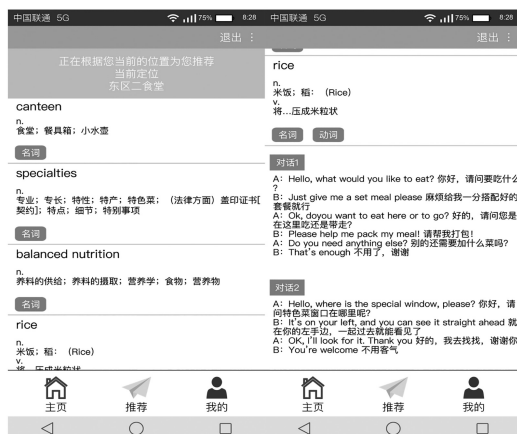 中国联通 5G
75%
8:28
退出
正在根据您当前的位置为您推荐
当前定位
东区二食堂
canteen
n.
食堂；餐具箱；小水壶
名词
specialties
n.
专业；专长；特性；特产；特色菜；（法律方面）盖印证书[
契约]；特点；细节；特别事项
名词
balanced nutrition
n.
养料的供给；养料的摄取；营养学；食物；营养物
名词
rice
n.
米饭；稻：（Rice）
v.
将…压成米粒状
主页
推荐
我的
中国联通 5G
75%
8:28
退出
rice
n.
米饭；稻：（Rice）
v.
将…压成米粒状
名词
动词
对话1
A：Hello, what would you like to eat? 你好，请问要吃什么
?
B：Just give me a set meal please 麻烦给我一分搭配好的
套餐就行
A：Ok, doyou want to eat here or to go? 好的，请问您是
在这里吃还是带走?
B：Please help me pack my meal! 请帮我打包!
A：Do you need anything else? 别的还需要加什么菜吗?
B：That's enough 不用了，谢谢
对话2
A：Hello, where is the special window, please? 你好，请
问特色菜窗口在哪里呢?
B：It's on your left, and you can see it straight ahead 就
在你的左手边，一起过去就能看见了
A：OK, I'll look for it. Thank you 好的，我去找找，谢谢你
B：You're welcome 不用客气
主页
推荐
我的